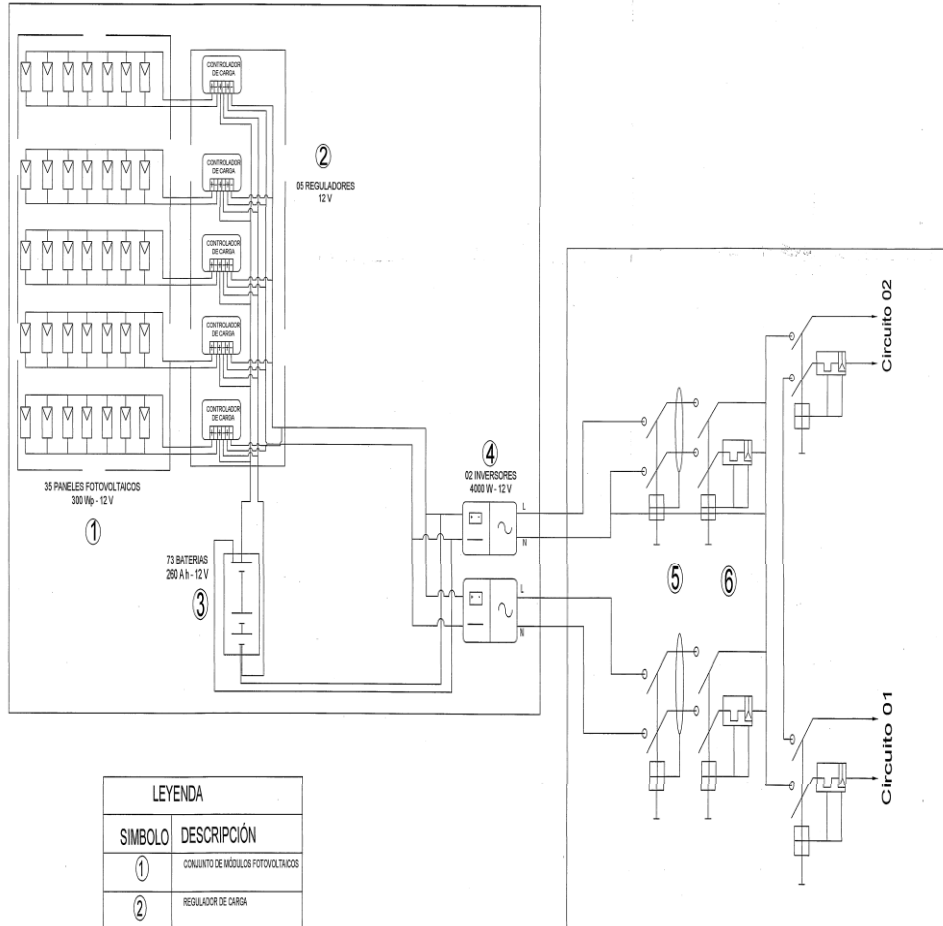 CONTROLADOR
DE CARGA
CONTROLADOR
DE CARGA
CONTROLADOR
DE CARGA
CONTROLADOR
DE CARGA
CONTROLADOR
DE CARGA
2
05 REGULADORES
12 V
35 PANELES FOTOVOLTAICOS
300 Wp - 12 V
1
73 BATERIAS
260 A h - 12 V
3
4
02 INVERSORES
4000 W - 12 V
L
N
L
N
5
6
Circuito 02
Circuito 01
LEYENDA
SIMBOLO DESCRIPCIÓN
1 CONJUNTO DE MÓDULOS FOTOVOLTAICOS
2 REGULADOR DE CARGA